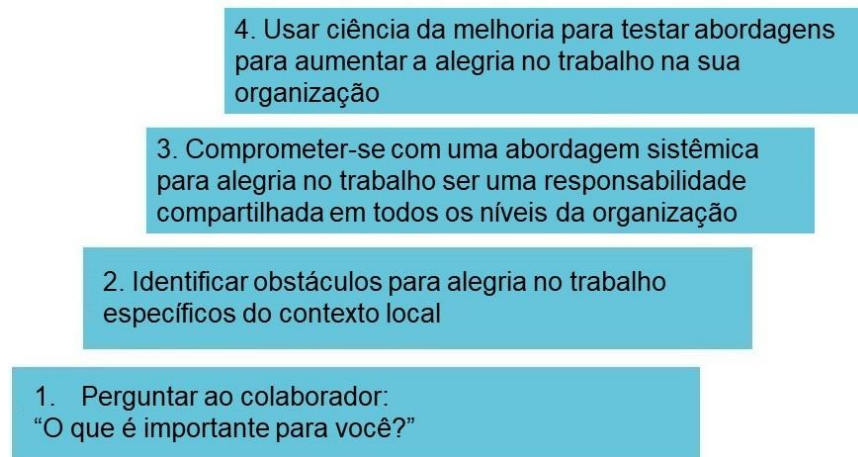 4. Usar ciência da melhoria para testar abordagens
para aumentar a alegria no trabalho na sua
organização
3. Comprometer-se com uma abordagem sistêmica
para alegria no trabalho ser uma responsabilidade
compartilhada em todos os níveis da organização
2. Identificar obstáculos para alegria no trabalho
específicos do contexto local
1. Perguntar ao colaborador:
“O que é importante para você?”